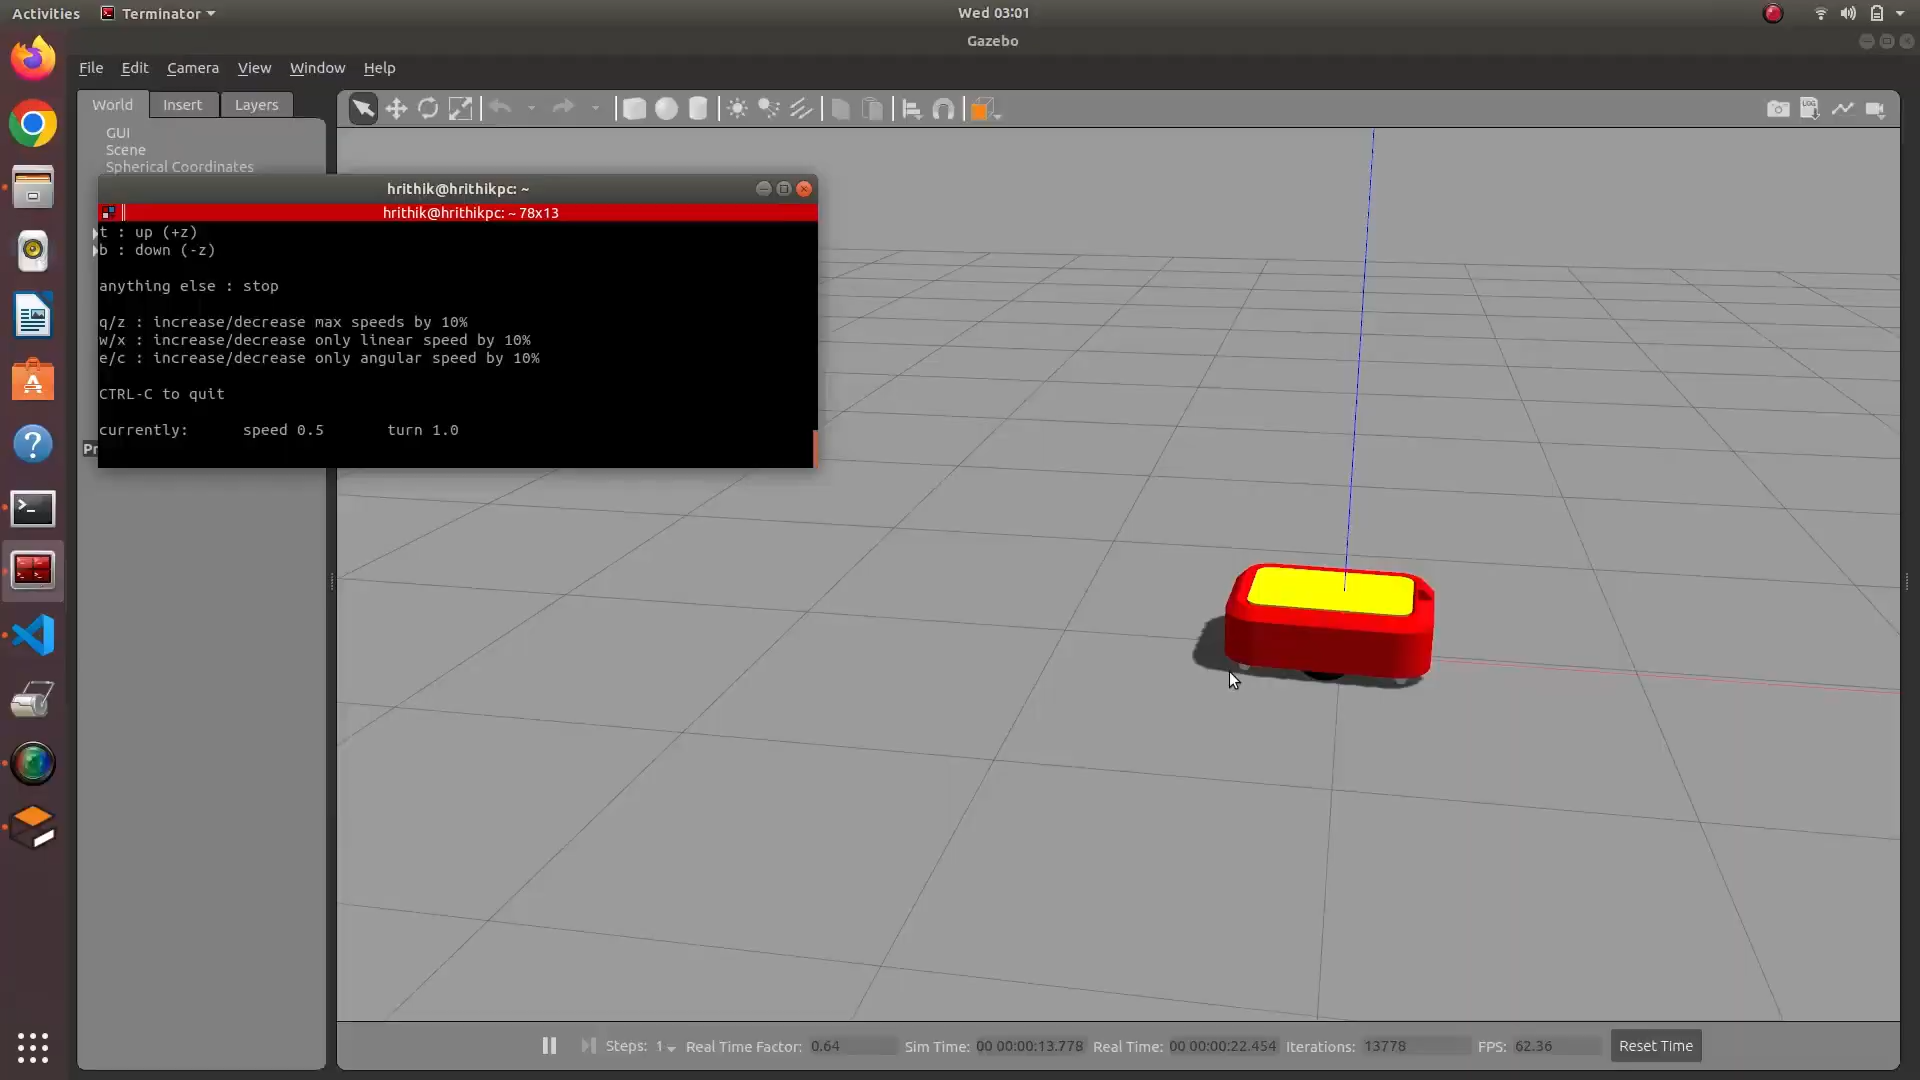 Activities
Terminator
Wed 03:01
Gazebo
File Edit Camera View Window Help
World Insert Layers
GUI
Scene
Spherical Coordinates
hrithik@hrithikpc: ~
hrithik@hrithikpc: ~ 78x13
t : up (+z)
b : down (-z)
anything else : stop
q/z : increase/decrease max speeds by 10%
w/x : increase/decrease only linear speed by 10%
e/c : increase/decrease only angular speed by 10%
CTRL-C to quit
currently: speed 0.5 turn 1.0
Pr
LOG
Steps: 1 Real Time Factor: 0.64 Sim Time: 00 00:00:13.778 Real Time: 00 00:00:22.454 Iterations: 13778 FPS: 62.36 Reset Time